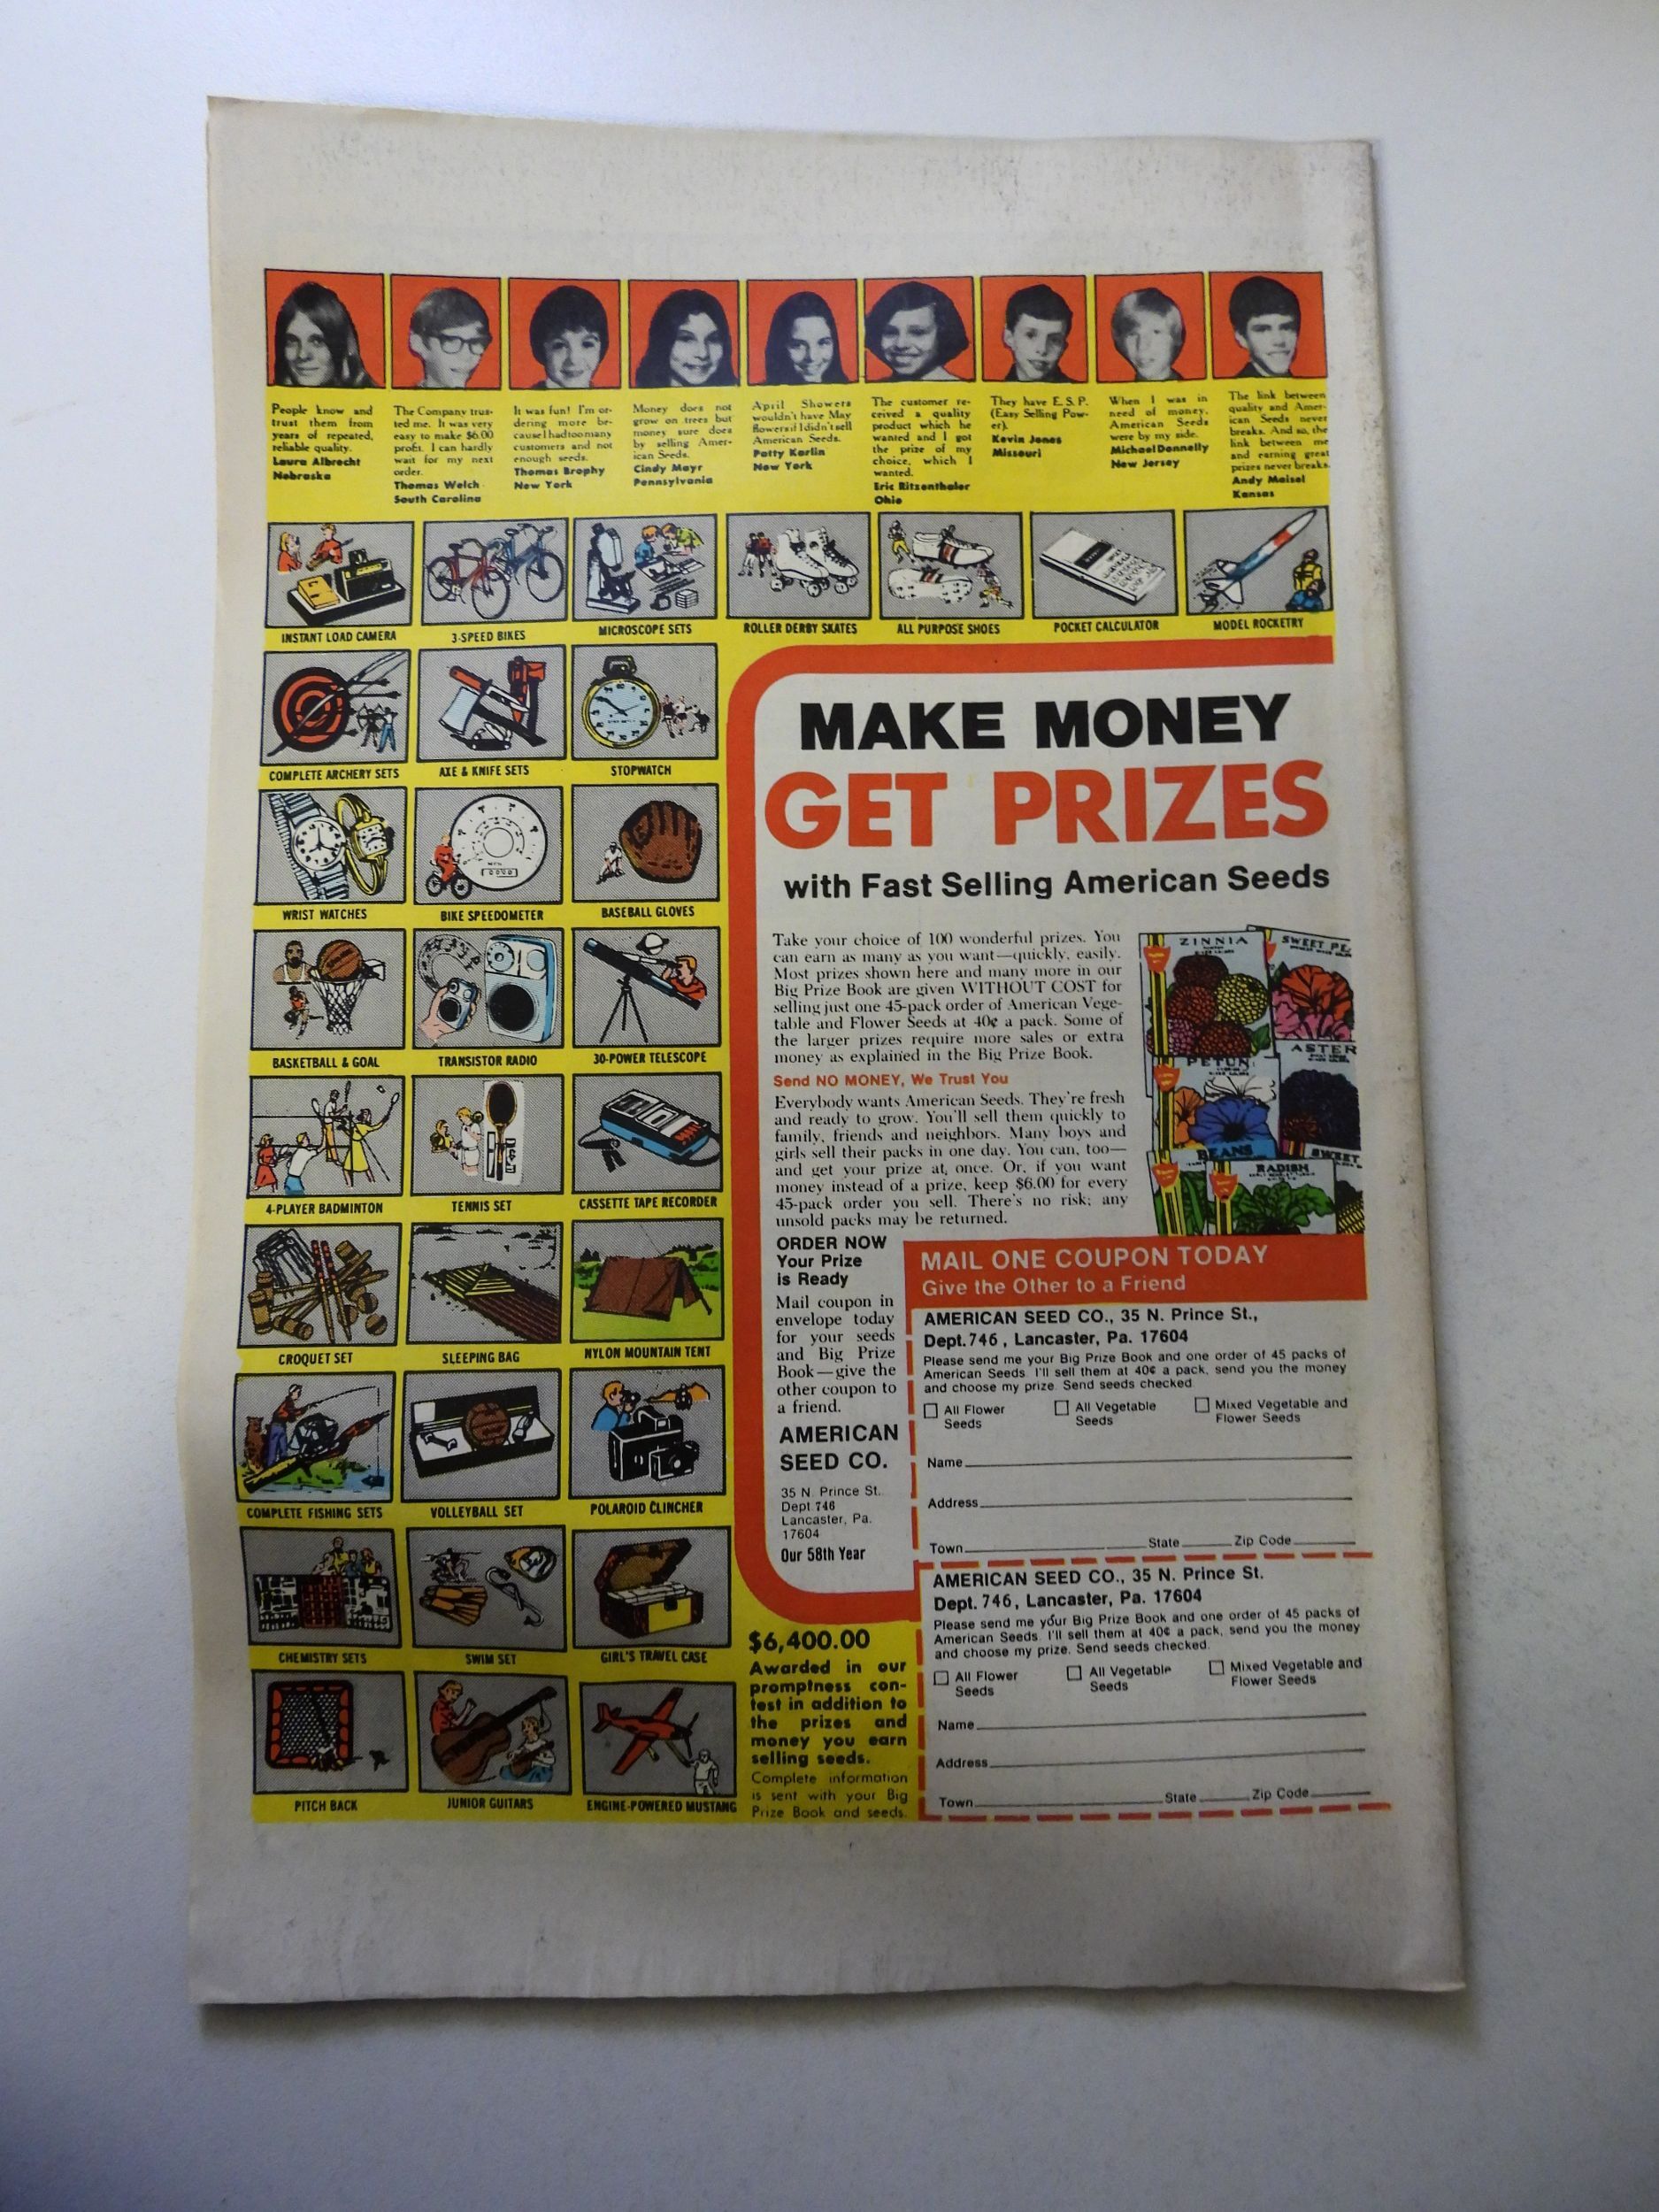 People know and
trust them from
years of repeated,
reliable quality.
Laura Albrecht
Nebraska
The Company trus-
ted me. It was very
easy to make $6.00
profit. I can hardly
wait for my next
order.
Thomas Welch
South Carolina
It was fun! I'm or-
dering more be-
cause I had too many
customers and not
enough seeds.
Thomas Brophy
New York
Money does not
grow on trees but
money sure does
by selling Amer-
ican Seeds.
Cindy Mayr
Pennsylvania
April Showers
wouldn't have May
flowers if I didn't sell
American Seeds.
Patty Karlin
New York
The customer re-
ceived a quality
product which he
wanted and I got
the prize of my
choice, which I
wanted.
Eric Ritzenthaler
Ohio
They have E.S.P.
(Easy Selling Pow-
er).
Kevin Jones
Missouri
When I was in
need of money,
American Seeds
were by my side.
Michael Donnelly
New Jersey
The link between
quality and Amer-
ican Seeds never
breaks. And so, the
link between me
and earning great
prizes never breaks.
Andy Maisel
Kansas
INSTANT LOAD CAMERA
3-SPEED BIKES
MICROSCOPE SETS
ROLLER DERBY SKATES
ALL PURPOSE SHOES
POCKET CALCULATOR
MODEL ROCKETRY
COMPLETE ARCHERY SETS
AXE & KNIFE SETS
STOPWATCH
WRIST WATCHES
BIKE SPEEDOMETER
BASEBALL GLOVES
BASKETBALL & GOAL
TRANSISTOR RADIO
30-POWER TELESCOPE
4-PLAYER BADMINTON
TENNIS SET
CASSETTE TAPE RECORDER
CROQUET SET
SLEEPING BAG
NYLON MOUNTAIN TENT
COMPLETE FISHING SETS
VOLLEYBALL SET
POLAROID CLINCHER
CHEMISTRY SETS
SWIM SET
GIRL'S TRAVEL CASE
PITCH BACK
JUNIOR GUITARS
ENGINE-POWERED MUSTANG
MAKE MONEY
GET PRIZES
with Fast Selling American Seeds
Take your choice of 100 wonderful prizes. You
can earn as many as you want—quickly, easily.
Most prizes shown here and many more in our
Big Prize Book are given WITHOUT COST for
selling just one 45-pack order of American Vege-
table and Flower Seeds at 40¢ a pack. Some of
the larger prizes require more sales or extra
money as explained in the Big Prize Book.
Send NO MONEY, We Trust You
Everybody wants American Seeds. They're fresh
and ready to grow. You'll sell them quickly to
family, friends and neighbors. Many boys and
girls sell their packs in one day. You can, too—
and get your prize at once. Or, if you want
money instead of a prize, keep $6.00 for every
45-pack order you sell. There's no risk; any
unsold packs may be returned.
ZINNIA
SWEET PE
ASTER
PETUN
BEANS
RADISH
SWEET
ORDER NOW
Your Prize
is Ready
Mail coupon in
envelope today
for your seeds
and Big Prize
Book—give the
other coupon to
a friend.
AMERICAN
SEED CO.
35 N. Prince St.
Dept 746
Lancaster, Pa.
17604
Our 58th Year
MAIL ONE COUPON TODAY
Give the Other to a Friend
AMERICAN SEED CO., 35 N. Prince St.,
Dept. 746, Lancaster, Pa. 17604
Please send me your Big Prize Book and one order of 45 packs of
American Seeds. I'll sell them at 40¢ a pack, send you the money
and choose my prize. Send seeds checked.
All Flower
Seeds
All Vegetable
Seeds
Mixed Vegetable and
Flower Seeds
Name
Address
Town State Zip Code
AMERICAN SEED CO., 35 N. Prince St.
Dept. 746, Lancaster, Pa. 17604
Please send me your Big Prize Book and one order of 45 packs of
American Seeds. I'll sell them at 40¢ a pack, send you the money
and choose my prize. Send seeds checked.
All Flower
Seeds
All Vegetable
Seeds
Mixed Vegetable and
Flower Seeds
Name
Address
Town State Zip Code
$6,400.00
Awarded in our
promptness con-
test in addition to
the prizes and
money you earn
selling seeds.
Complete information
is sent with your Big
Prize Book and seeds.